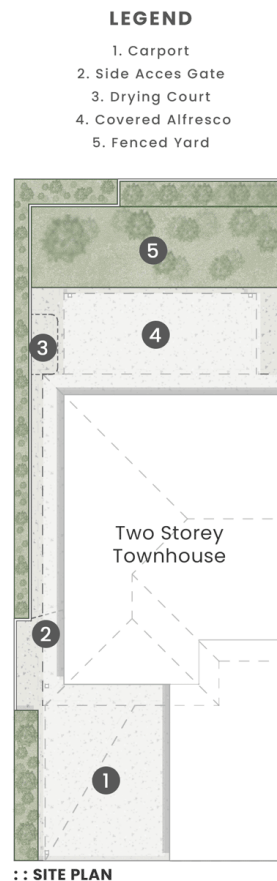 LEGEND
1. Carport
2. Side Acces Gate
3. Drying Court
4. Covered Alfresco
5. Fenced Yard
5
4
3
Two Storey
Townhouse
2
1
: : SITE PLAN